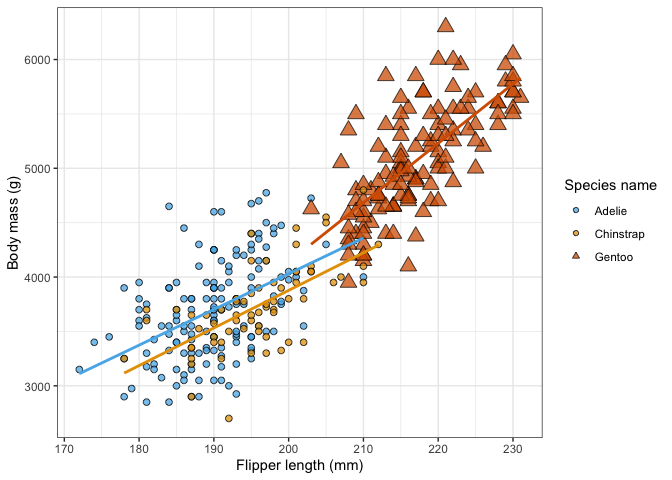 6000
5000
4000
3000
Body mass (g)
170 180 190 200 210 220 230
Flipper length (mm)
Species name
Adelie
Chinstrap
Gentoo